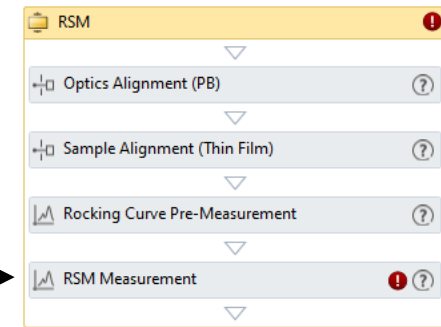 RSM
Optics Alignment (PB)
Sample Alignment (Thin Film)
Rocking Curve Pre-Measurement
RSM Measurement